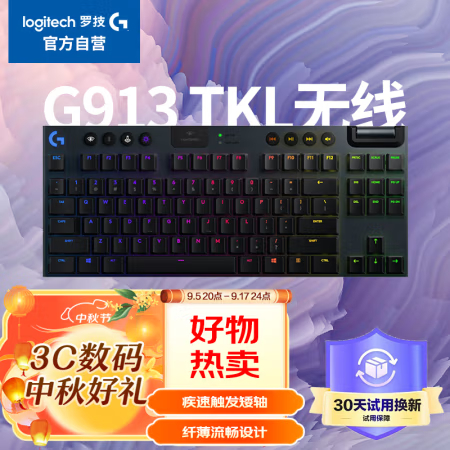 logitech 罗技
官方自营
G913 TKL无线
9.5 20点 - 9.17 24点
中秋节
好物
热卖
3C数码
中秋好礼
疾速触发矮轴
纤薄流畅设计
30天试用换新
试用保障